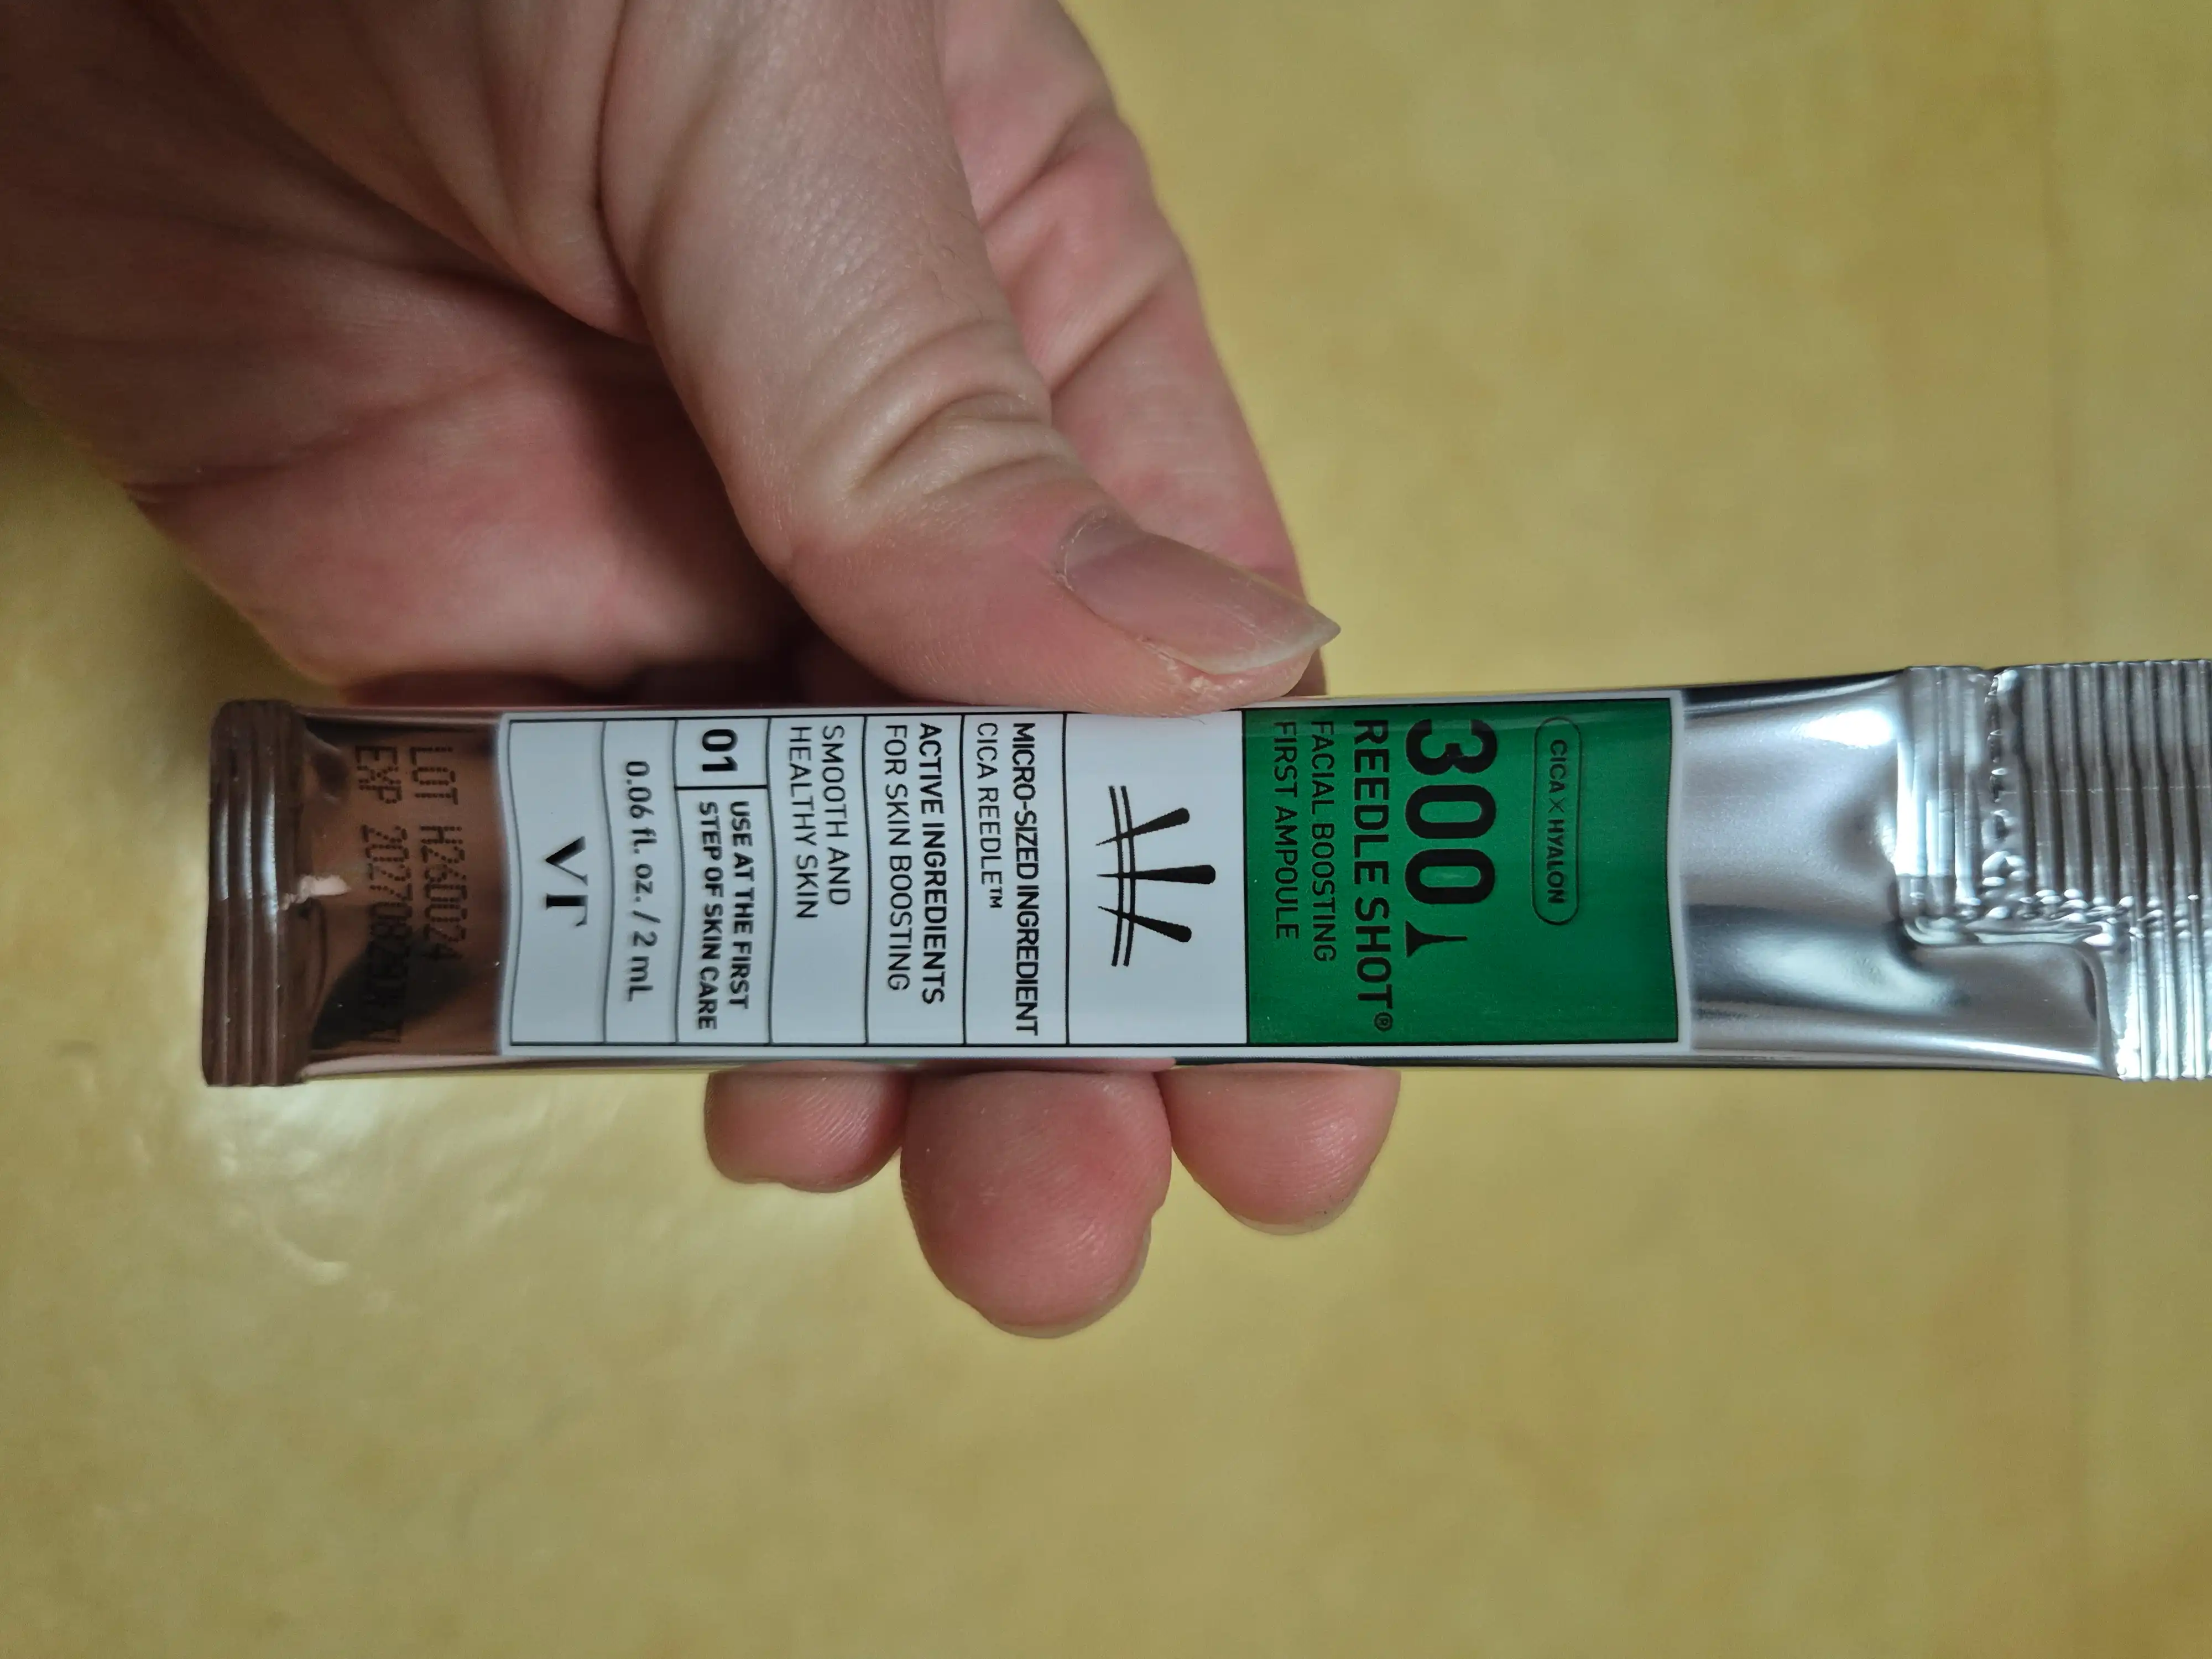 CICA X HYALON
300
REEDLE SHOT®
FACIAL BOOSTING
FIRST AMPOULE
MICRO-SIZED INGREDIENT
CICA REEDLE™
ACTIVE INGREDIENTS
FOR SKIN BOOSTING
SMOOTH AND
HEALTHY SKIN
01
USE AT THE FIRST
STEP OF SKIN CARE
0.06 fl. oz. / 2 mL
VT
LOT H26D024
EXP